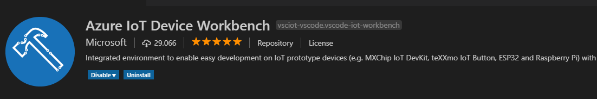 Azure IoT Device Workbench vsciot-vscode.vscode-iot-workbench
Microsoft | 29,066 | ★★★★★ | Repository | License
Integrated environment to enable easy development on IoT prototype devices (e.g. MXChip IoT DevKit, teXXmo IoT Button, ESP32 and Raspberry Pi) with
Disable ▾ Uninstall